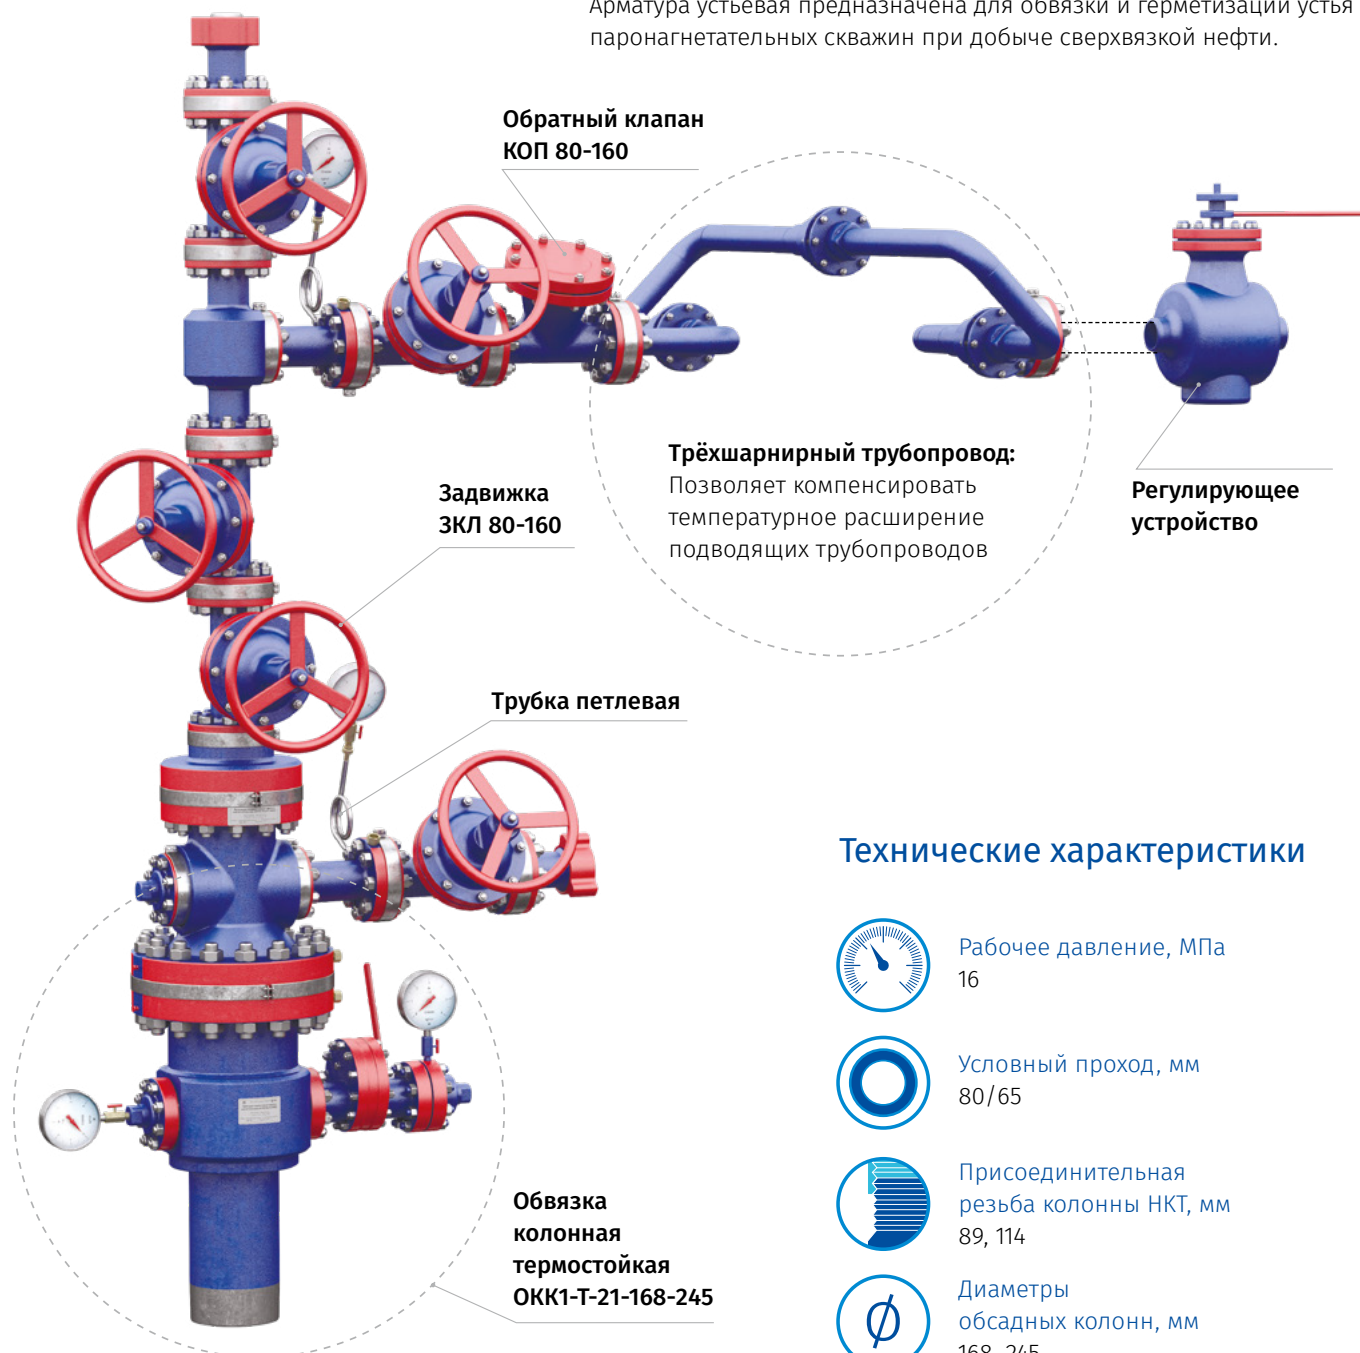 Арматура устьевая предназначена для обвязки и герметизации устья
паронагнетательных скважин при добыче сверхвязкой нефти.
Обратный клапан
КОП 80-160
Трёхшарнирный трубопровод:
Позволяет компенсировать
температурное расширение
подводящих трубопроводов
Регулирующее
устройство
Задвижка
ЗКЛ 80-160
Трубка петлевая
Обвязка
колонная
термостойкая
ОКК1-Т-21-168-245
Технические характеристики
Рабочее давление, МПа
16
Условный проход, мм
80/65
Присоединительная
резьба колонны НКТ, мм
89, 114
Диаметры
обсадных колонн, мм
168, 245